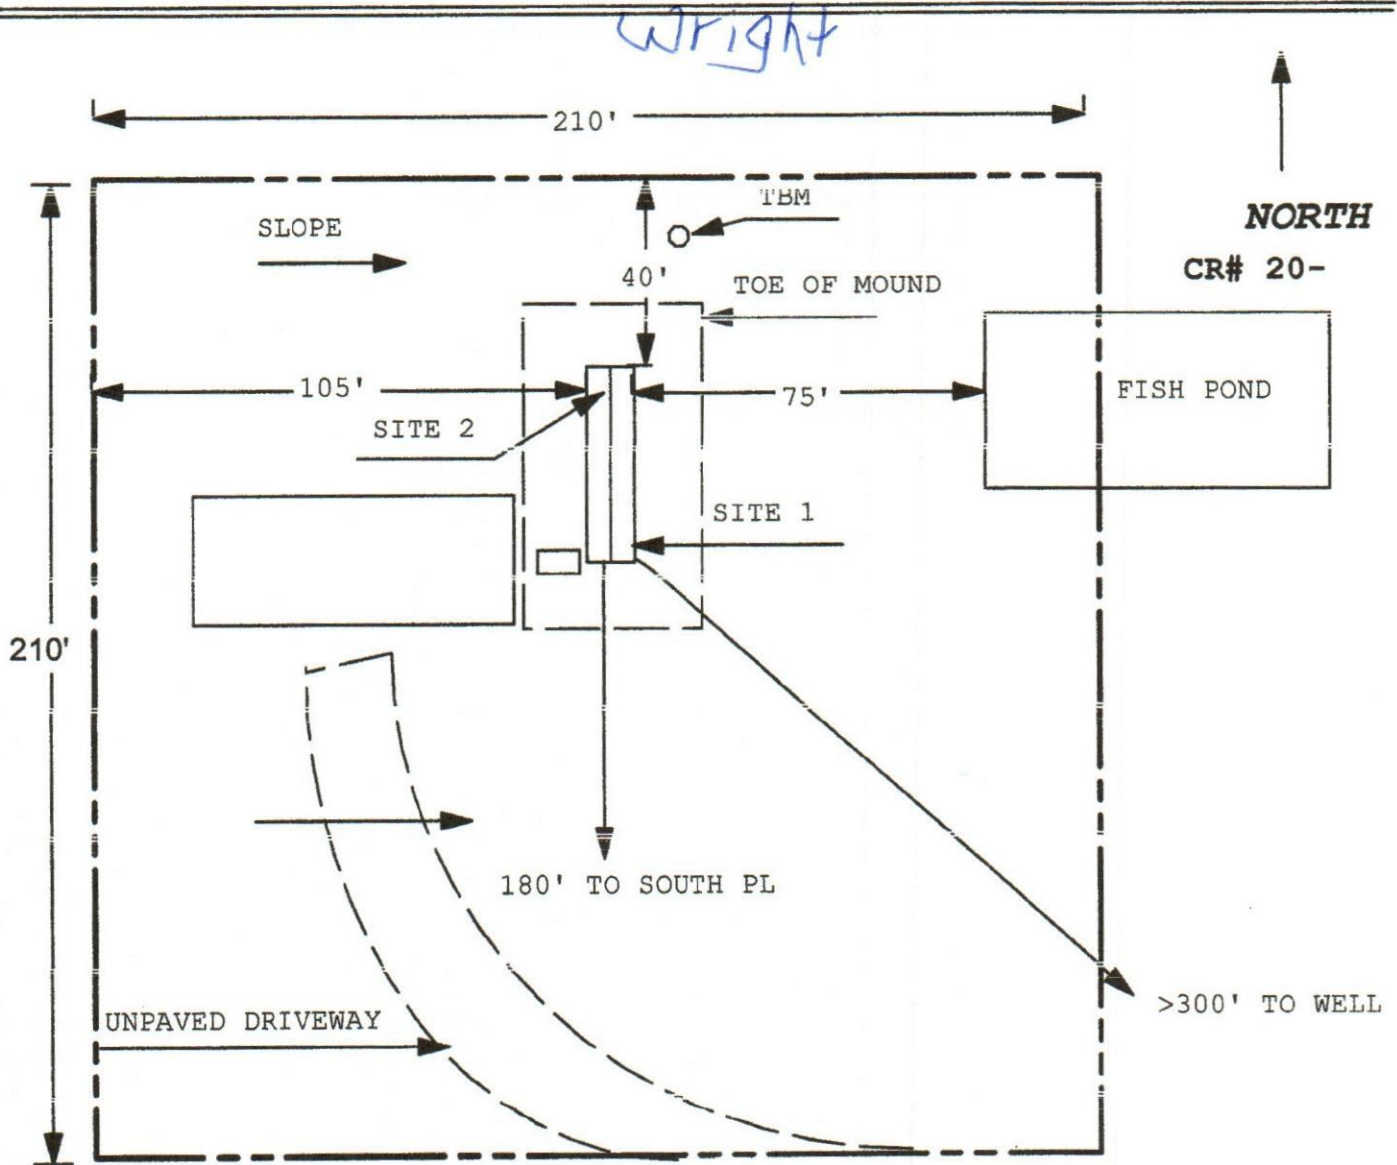 Wright
210'
TBM
NORTH
SLOPE
CR# 20-
40'
TOE OF MOUND
105'
75'
FISH POND
SITE 2
SITE 1
210'
180' TO SOUTH PL
>300' TO WELL
UNPAVED DRIVEWAY